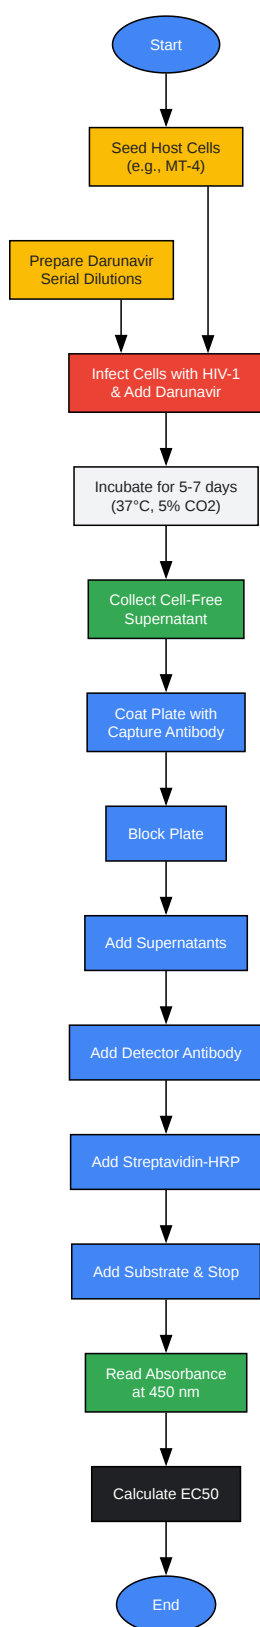 Start
Seed Host Cells
(e.g., MT-4)
Prepare Darunavir
Serial Dilutions
Infect Cells with HIV-1
& Add Darunavir
Incubate for 5-7 days
(37°C, 5% CO2)
Collect Cell-Free
Supernatant
Coat Plate with
Capture Antibody
Block Plate
Add Supernatants
Add Detector Antibody
Add Streptavidin-HRP
Add Substrate & Stop
Read Absorbance
at 450 nm
Calculate EC50
End